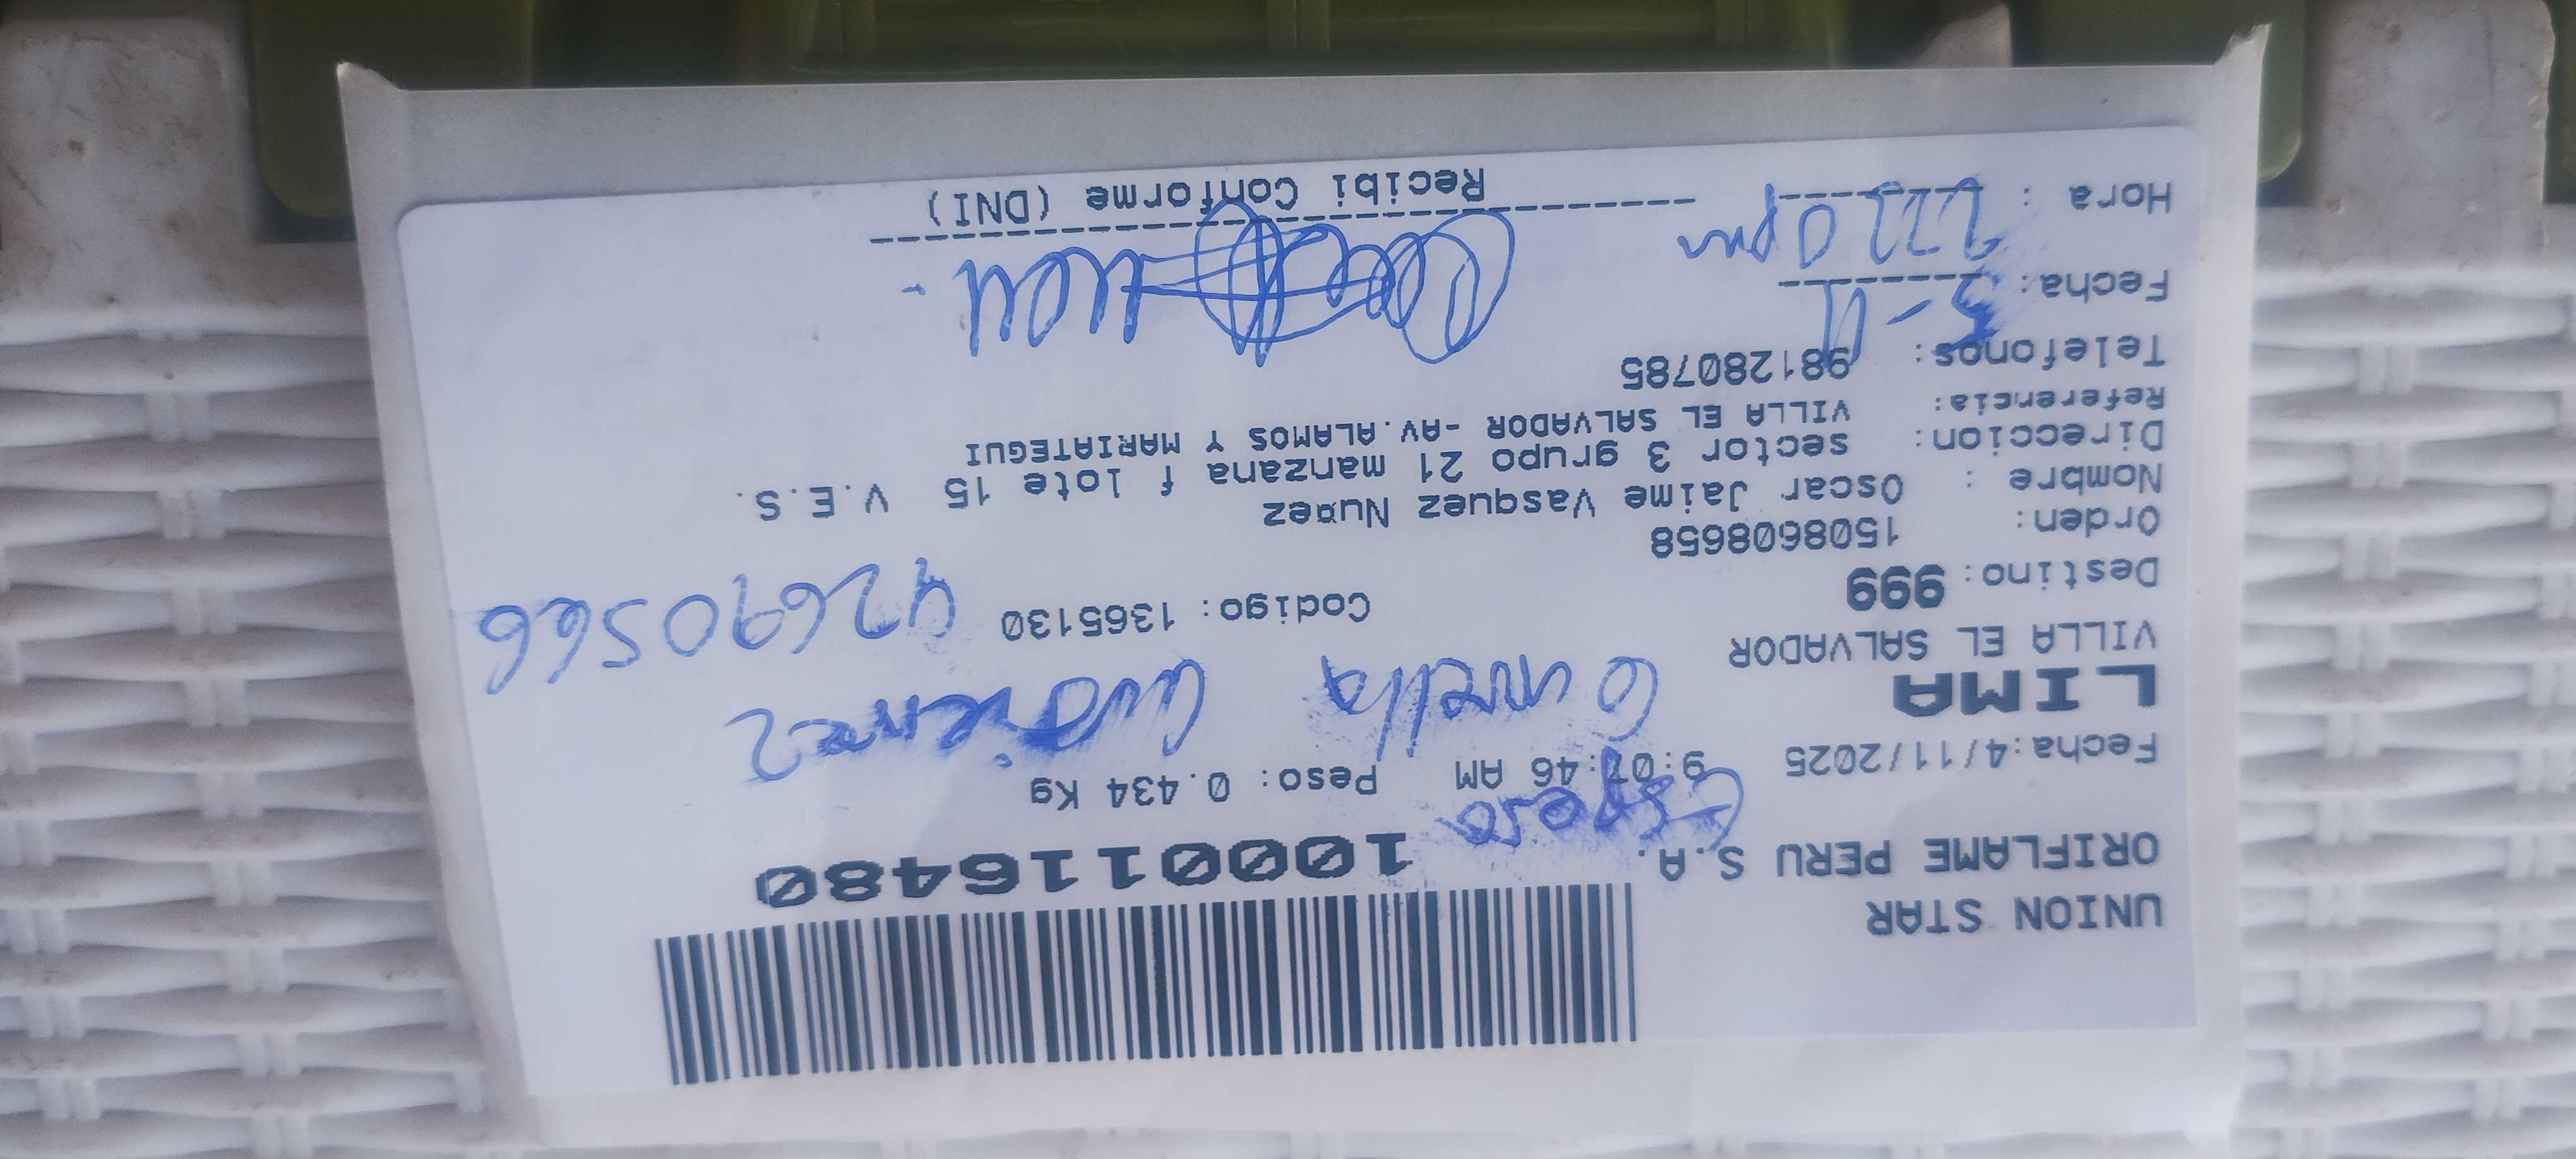 UNION STAR
ORIFLAME PERU S.A.
1000116480
Esposa
Fecha:4/11/2025 9:07:46 AM Peso: 0.434 Kg
LIMA
VILLA EL SALVADOR
Destino: 999 Codigo: 1365130 42690566
Orden: 1508608658
Nombre : Oscar Jaime Vasquez Nuñez
Direccion: sector 3 grupo 21 manzana f lote 15 V.E.S.
Referencia: VILLA EL SALVADOR -AV.ALAMOS Y MARIATEGUI
Telefonos: 981280785
Fecha: 5-11
Hora :
Recibi Conforme (DNI)